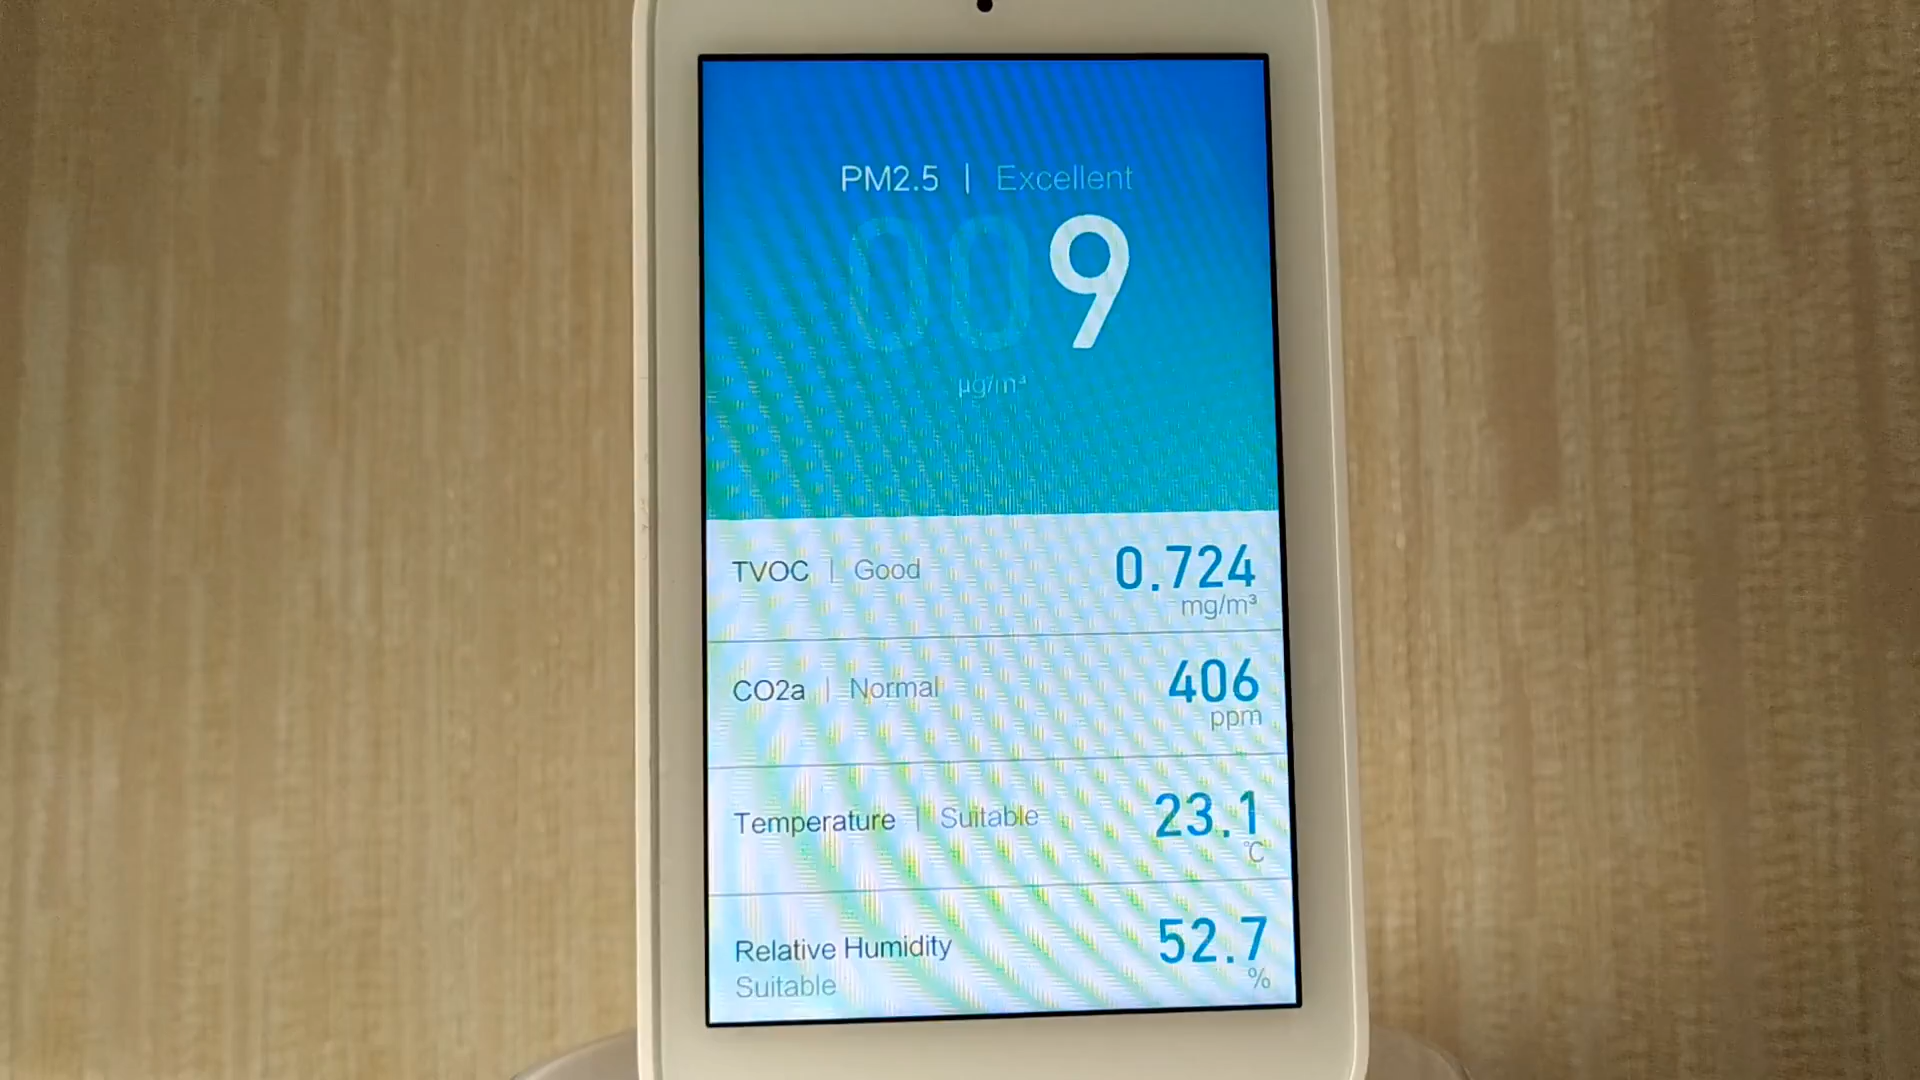 PM2.5 | Excellent
009
µg/m³
TVOC | Good 0.724
mg/m³
CO2a | Normal 406
ppm
Temperature | Suitable 23.1
℃
Relative Humidity 52.7
Suitable %